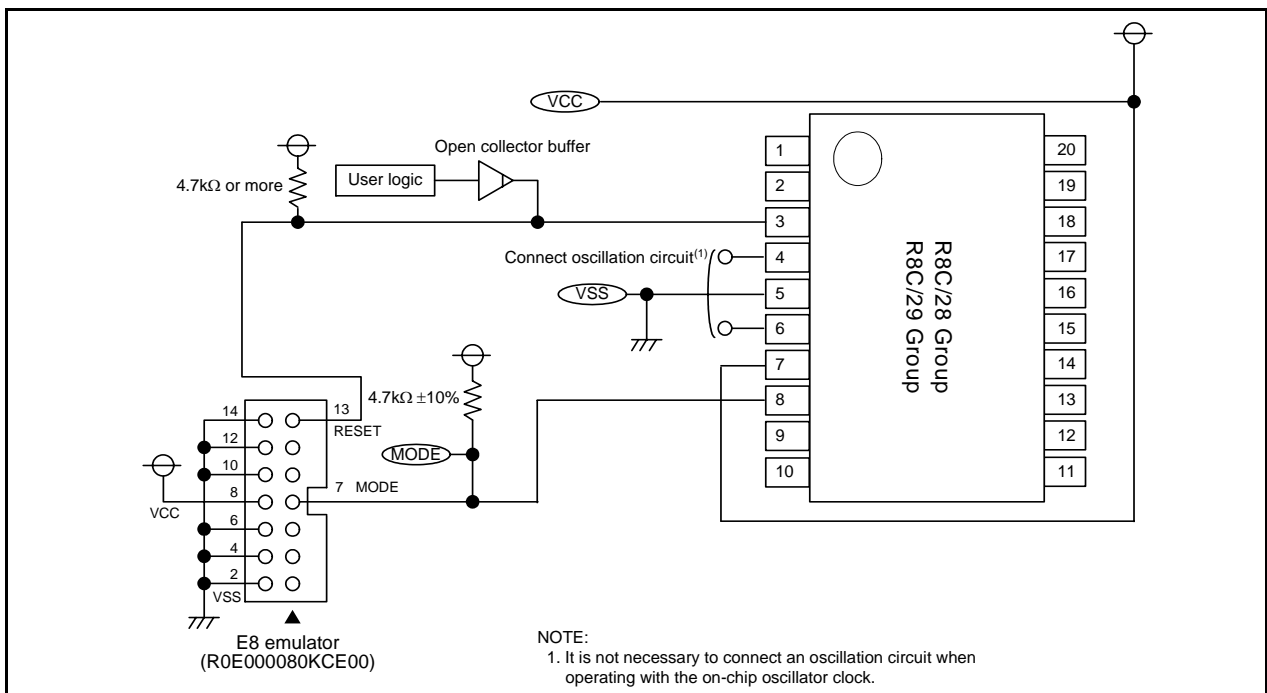 VCC
Open collector buffer
User logic
4.7kΩ or more
Connect oscillation circuit(1)
VSS
1
2
3
4
5
6
7
8
9
10
20
19
18
17
16
15
14
13
12
11
R8C/28 Group
R8C/29 Group
4.7kΩ ±10%
MODE
14
13
RESET
12
10
8
7 MODE
VCC
6
4
2
VSS
E8 emulator
(R0E000080KCE00)
NOTE:
1. It is not necessary to connect an oscillation circuit when
operating with the on-chip oscillator clock.